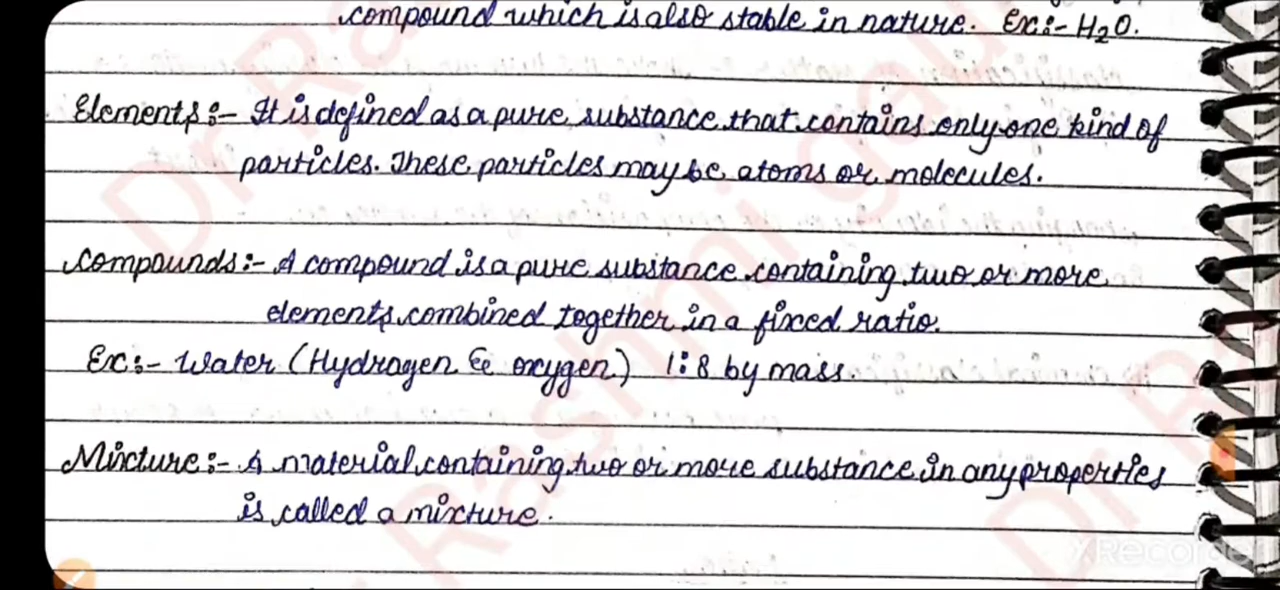 compound which is also stable in nature. Ex:- H₂O.
Elements:- It is defined as a pure substance that contains only one kind of
particles. These particles may be atoms or molecules.
Compounds:- A compound is a pure substance containing two or more
elements combined together in a fixed ratio.
Ex:- Water (Hydrogen & oxygen) 1:8 by mass.
Mixture:- A material containing two or more substance in any properties
is called a mixture.
XRecorder